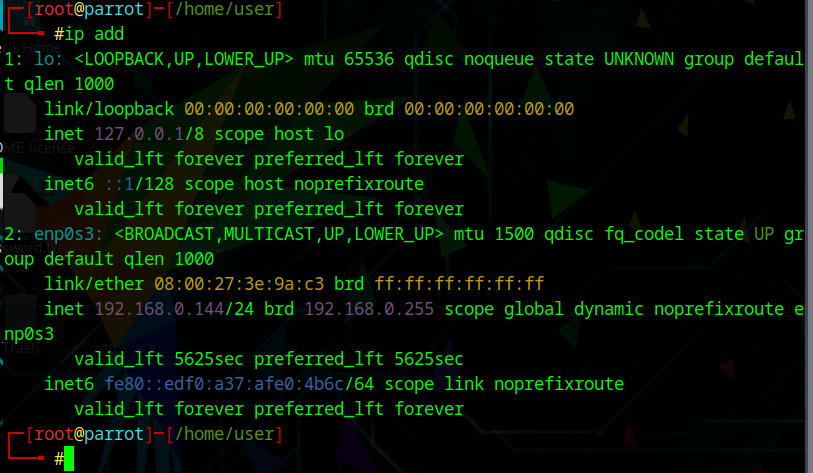 ┌─[root@parrot]─[/home/user]
└──╼ #ip add
1: lo: <LOOPBACK,UP,LOWER_UP> mtu 65536 qdisc noqueue state UNKNOWN group defaul
t qlen 1000
    link/loopback 00:00:00:00:00:00 brd 00:00:00:00:00:00
    inet 127.0.0.1/8 scope host lo
       valid_lft forever preferred_lft forever
    inet6 ::1/128 scope host noprefixroute
       valid_lft forever preferred_lft forever
2: enp0s3: <BROADCAST,MULTICAST,UP,LOWER_UP> mtu 1500 qdisc fq_codel state UP gr
oup default qlen 1000
    link/ether 08:00:27:3e:9a:c3 brd ff:ff:ff:ff:ff:ff
    inet 192.168.0.144/24 brd 192.168.0.255 scope global dynamic noprefixroute e
np0s3
Trash
       valid_lft 5625sec preferred_lft 5625sec
    inet6 fe80::edf0:a37:afe0:4b6c/64 scope link noprefixroute
       valid_lft forever preferred_lft forever
┌─[root@parrot]─[/home/user]
└──╼ #